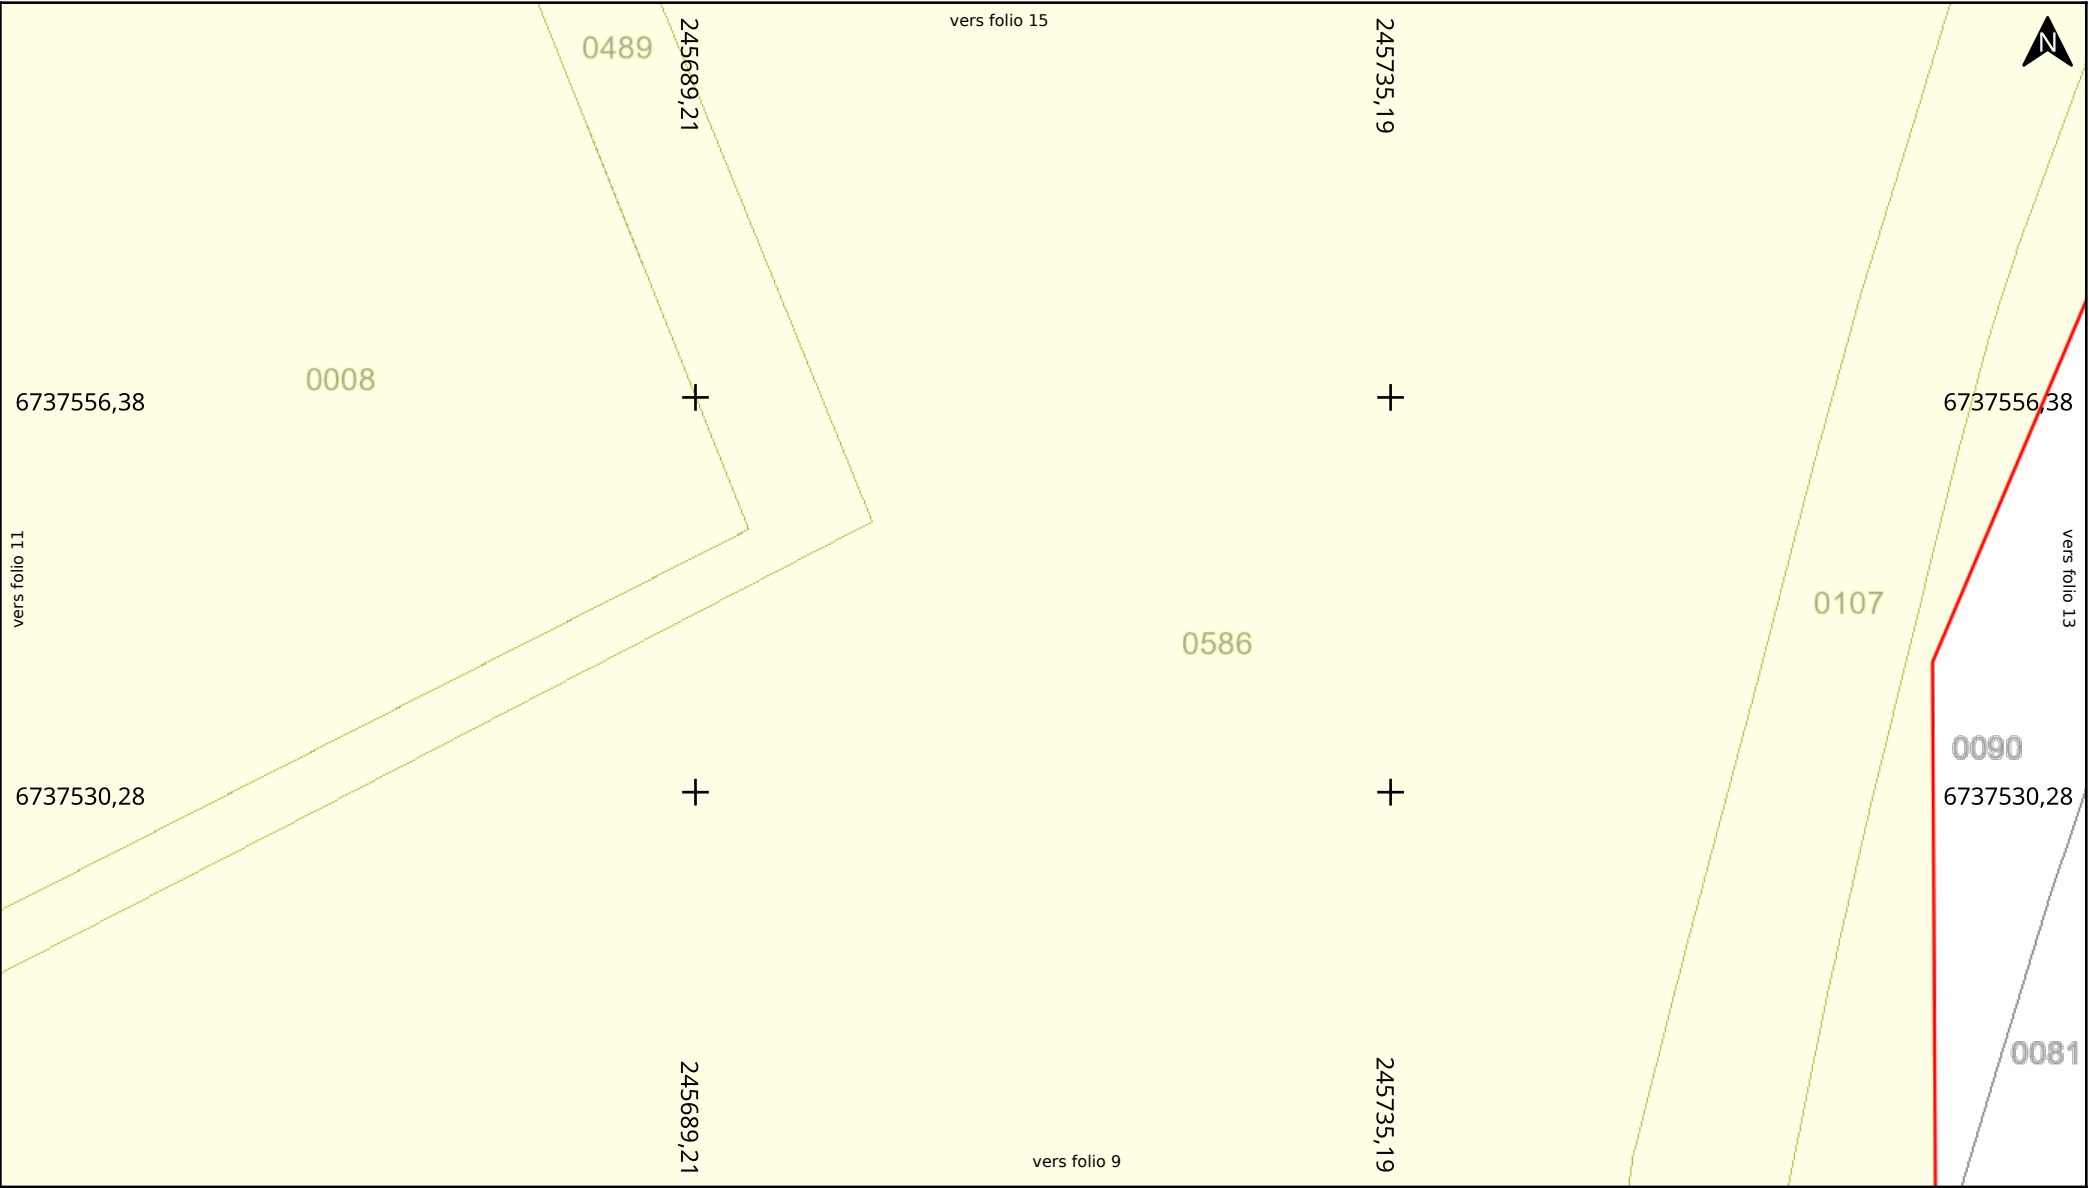 vers folio 15
N
0489
245689,21
245735,19
0008
6737556,38
6737556,38
vers folio 11
vers folio 13
0107
0586
0090
6737530,28
6737530,28
0081
245689,21
245735,19
vers folio 9